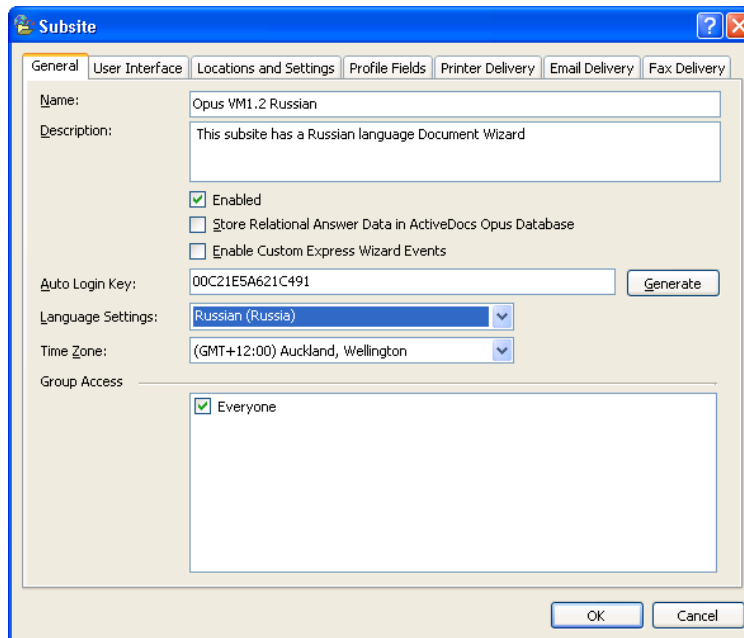 Subsite
General User Interface Locations and Settings Profile Fields Printer Delivery Email Delivery Fax Delivery
Name: Opus VM1.2 Russian
Description: This subsite has a Russian language Document Wizard
Enabled
Store Relational Answer Data in ActiveDocs Opus Database
Enable Custom Express Wizard Events
Auto Login Key: 00C21E5A621C491 Generate
Language Settings: Russian (Russia)
Time Zone: (GMT+12:00) Auckland, Wellington
Group Access
Everyone
OK Cancel